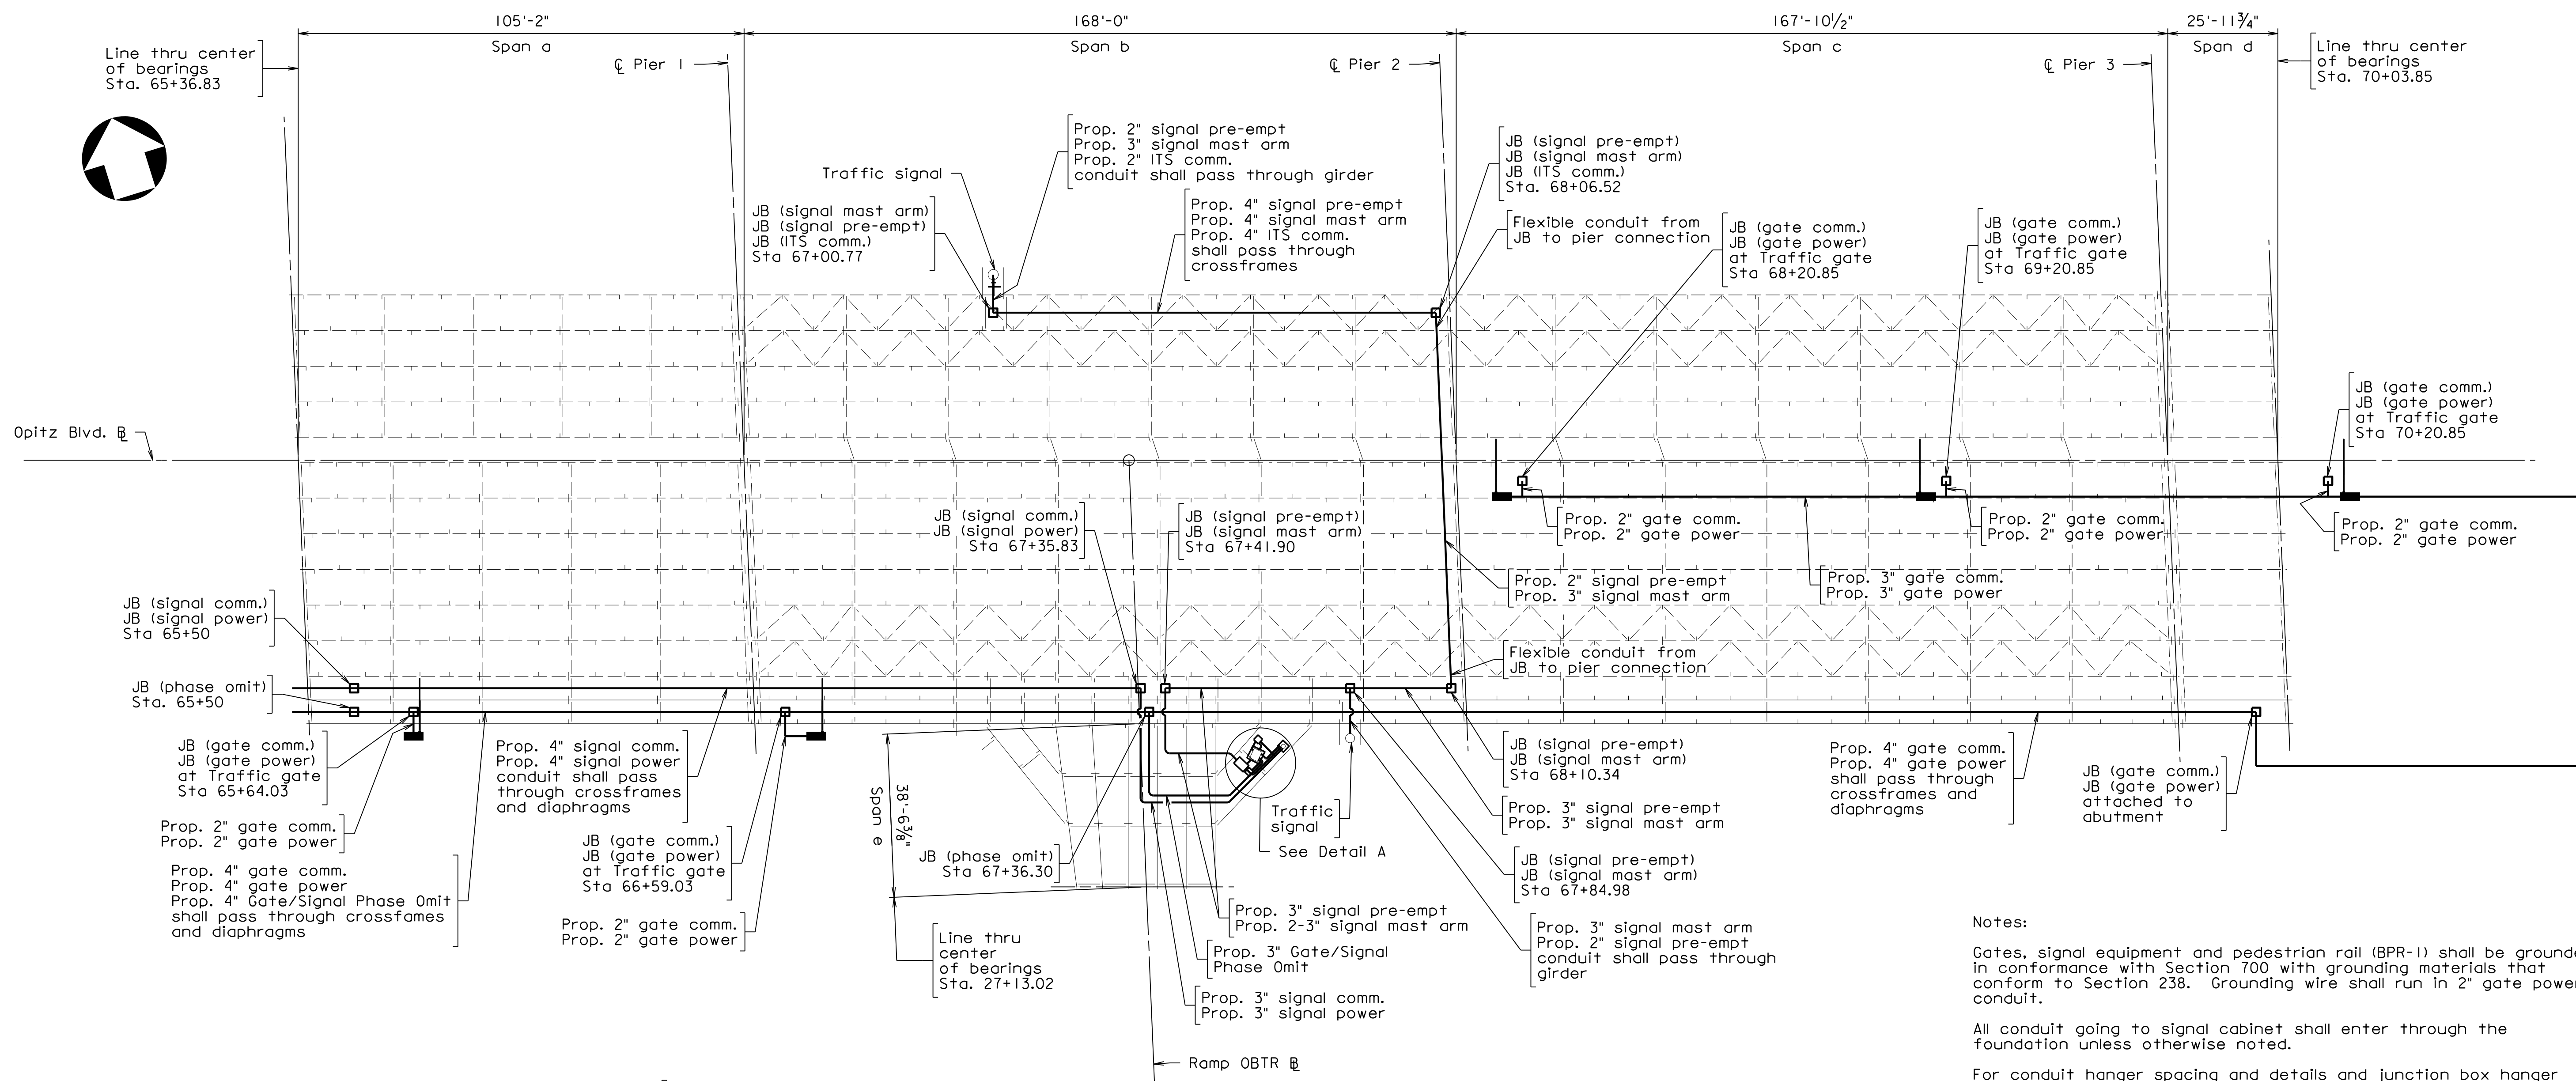 105'-2"
168'-0"
167'-10½"
25'-11¾"
Span a
Span b
Span c
Span d
Line thru center
of bearings
Sta. 65+36.83
℄ Pier 1
℄ Pier 2
℄ Pier 3
Line thru center
of bearings
Sta. 70+03.85
Traffic signal
Prop. 2" signal pre-empt
Prop. 3" signal mast arm
Prop. 2" ITS comm.
conduit shall pass through girder
JB (signal pre-empt)
JB (signal mast arm)
JB (ITS comm.)
Sta. 68+06.52
JB (signal mast arm)
JB (signal pre-empt)
JB (ITS comm.)
Sta 67+00.77
Prop. 4" signal pre-empt
Prop. 4" signal mast arm
Prop. 4" ITS comm.
shall pass through
crossframes
Flexible conduit from
JB to pier connection
JB (gate comm.)
JB (gate power)
at Traffic gate
Sta 68+20.85
JB (gate comm.)
JB (gate power)
at Traffic gate
Sta 69+20.85
JB (gate comm.)
JB (gate power)
at Traffic gate
Sta 70+20.85
Opitz Blvd. B̵L
JB (signal comm.)
JB (signal power)
Sta 67+35.83
JB (signal pre-empt)
JB (signal mast arm)
Sta 67+41.90
Prop. 2" gate comm.
Prop. 2" gate power
Prop. 2" gate comm.
Prop. 2" gate power
Prop. 2" gate comm.
Prop. 2" gate power
Prop. 2" signal pre-empt
Prop. 3" signal mast arm
Prop. 3" gate comm.
Prop. 3" gate power
JB (signal comm.)
JB (signal power)
Sta 65+50
JB (phase omit)
Sta. 65+50
Flexible conduit from
JB to pier connection
JB (gate comm.)
JB (gate power)
at Traffic gate
Sta 65+64.03
Prop. 4" signal comm.
Prop. 4" signal power
conduit shall pass
through crossframes
and diaphragms
38'-6⅜"
Span e
Traffic
signal
See Detail A
JB (signal pre-empt)
JB (signal mast arm)
Sta 68+10.34
Prop. 4" gate comm.
Prop. 4" gate power
shall pass through
crossframes and
diaphragms
JB (gate comm.)
JB (gate power)
attached to
abutment
Prop. 2" gate comm.
Prop. 2" gate power
Prop. 3" signal pre-empt
Prop. 3" signal mast arm
JB (gate comm.)
JB (gate power)
at Traffic gate
Sta 66+59.03
JB (phase omit)
Sta 67+36.30
JB (signal pre-empt)
JB (signal mast arm)
Sta 67+84.98
Prop. 4" gate comm.
Prop. 4" gate power
Prop. 4" Gate/Signal Phase Omit
shall pass through crossfames
and diaphragms
Prop. 2" gate comm.
Prop. 2" gate power
Line thru
center
of bearings
Sta. 27+13.02
Prop. 3" signal pre-empt
Prop. 2-3" signal mast arm
Prop. 3" Gate/Signal
Phase Omit
Prop. 3" signal comm.
Prop. 3" signal power
Prop. 3" signal mast arm
Prop. 2" signal pre-empt
conduit shall pass through
girder
Ramp OBTR B̵L
Notes:
Gates, signal equipment and pedestrian rail (BPR-1) shall be grounde
in conformance with Section 700 with grounding materials that
conform to Section 238. Grounding wire shall run in 2" gate power
conduit.
All conduit going to signal cabinet shall enter through the
foundation unless otherwise noted.
For conduit hanger spacing and details and junction box hanger